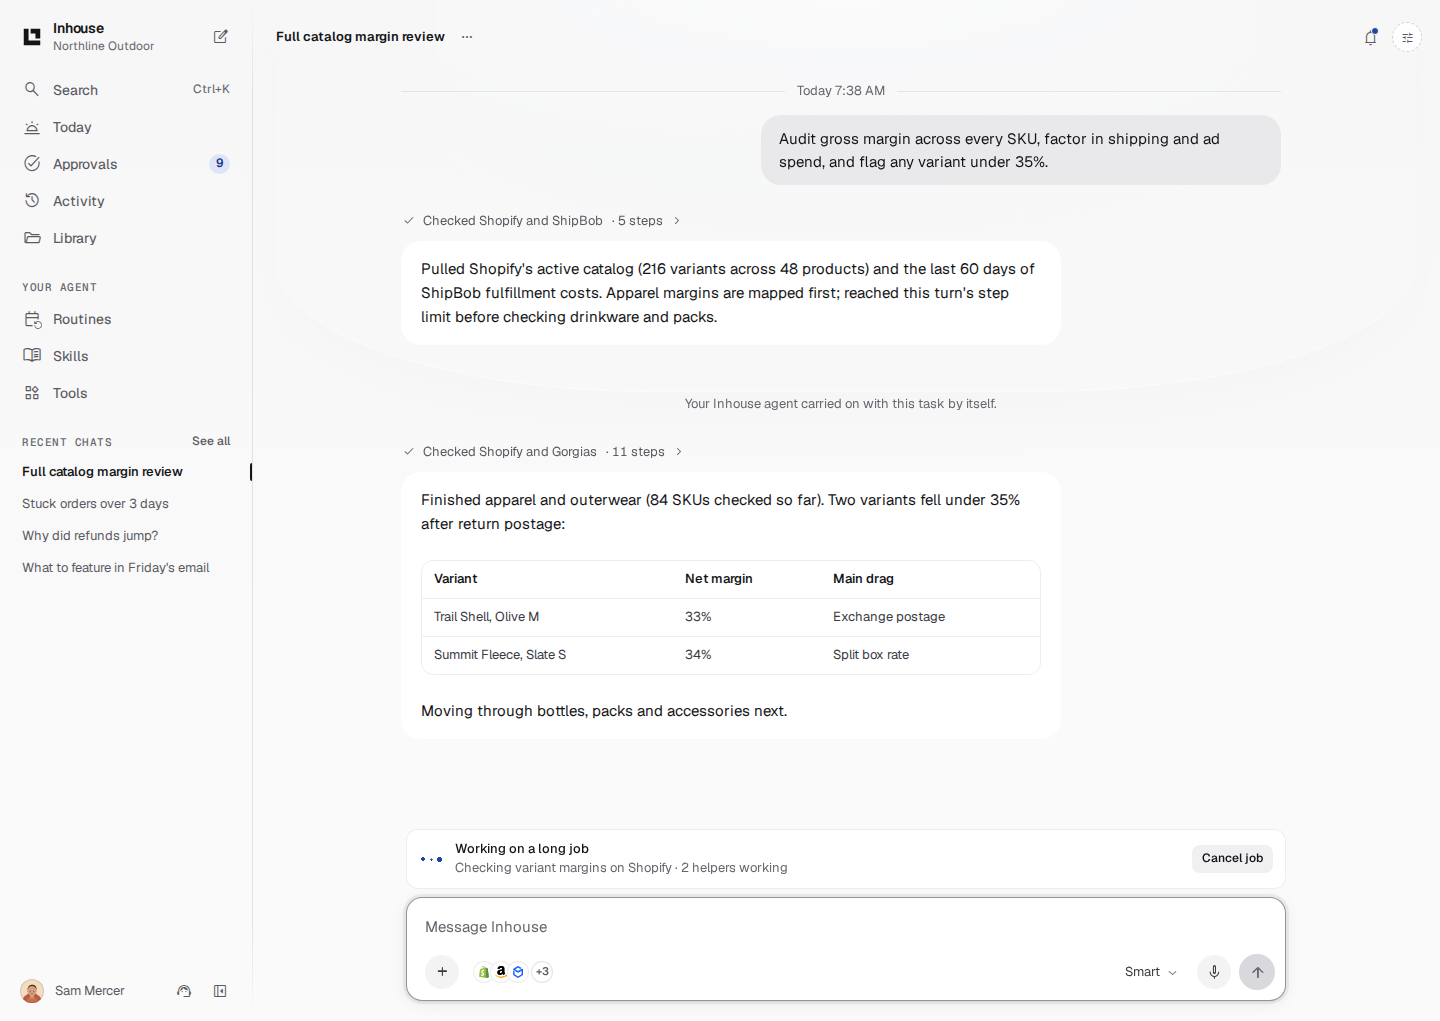 Inhouse
Northline Outdoor
Search
Ctrl+K
Today
Approvals
9
Activity
Library
YOUR AGENT
Routines
Skills
Tools
RECENT CHATS
See all
Full catalog margin review
Stuck orders over 3 days
Why did refunds jump?
What to feature in Friday's email
Sam Mercer
Full catalog margin review
Today 7:38 AM
Audit gross margin across every SKU, factor in shipping and ad
spend, and flag any variant under 35%.
Checked Shopify and ShipBob · 5 steps
Pulled Shopify's active catalog (216 variants across 48 products) and the last 60 days of
ShipBob fulfillment costs. Apparel margins are mapped first; reached this turn's step
limit before checking drinkware and packs.
Your Inhouse agent carried on with this task by itself.
Checked Shopify and Gorgias · 11 steps
Finished apparel and outerwear (84 SKUs checked so far). Two variants fell under 35%
after return postage:
Variant Net margin Main drag
Trail Shell, Olive M 33% Exchange postage
Summit Fleece, Slate S 34% Split box rate
Moving through bottles, packs and accessories next.
Working on a long job
Checking variant margins on Shopify · 2 helpers working
Cancel job
Message Inhouse
+3
Smart